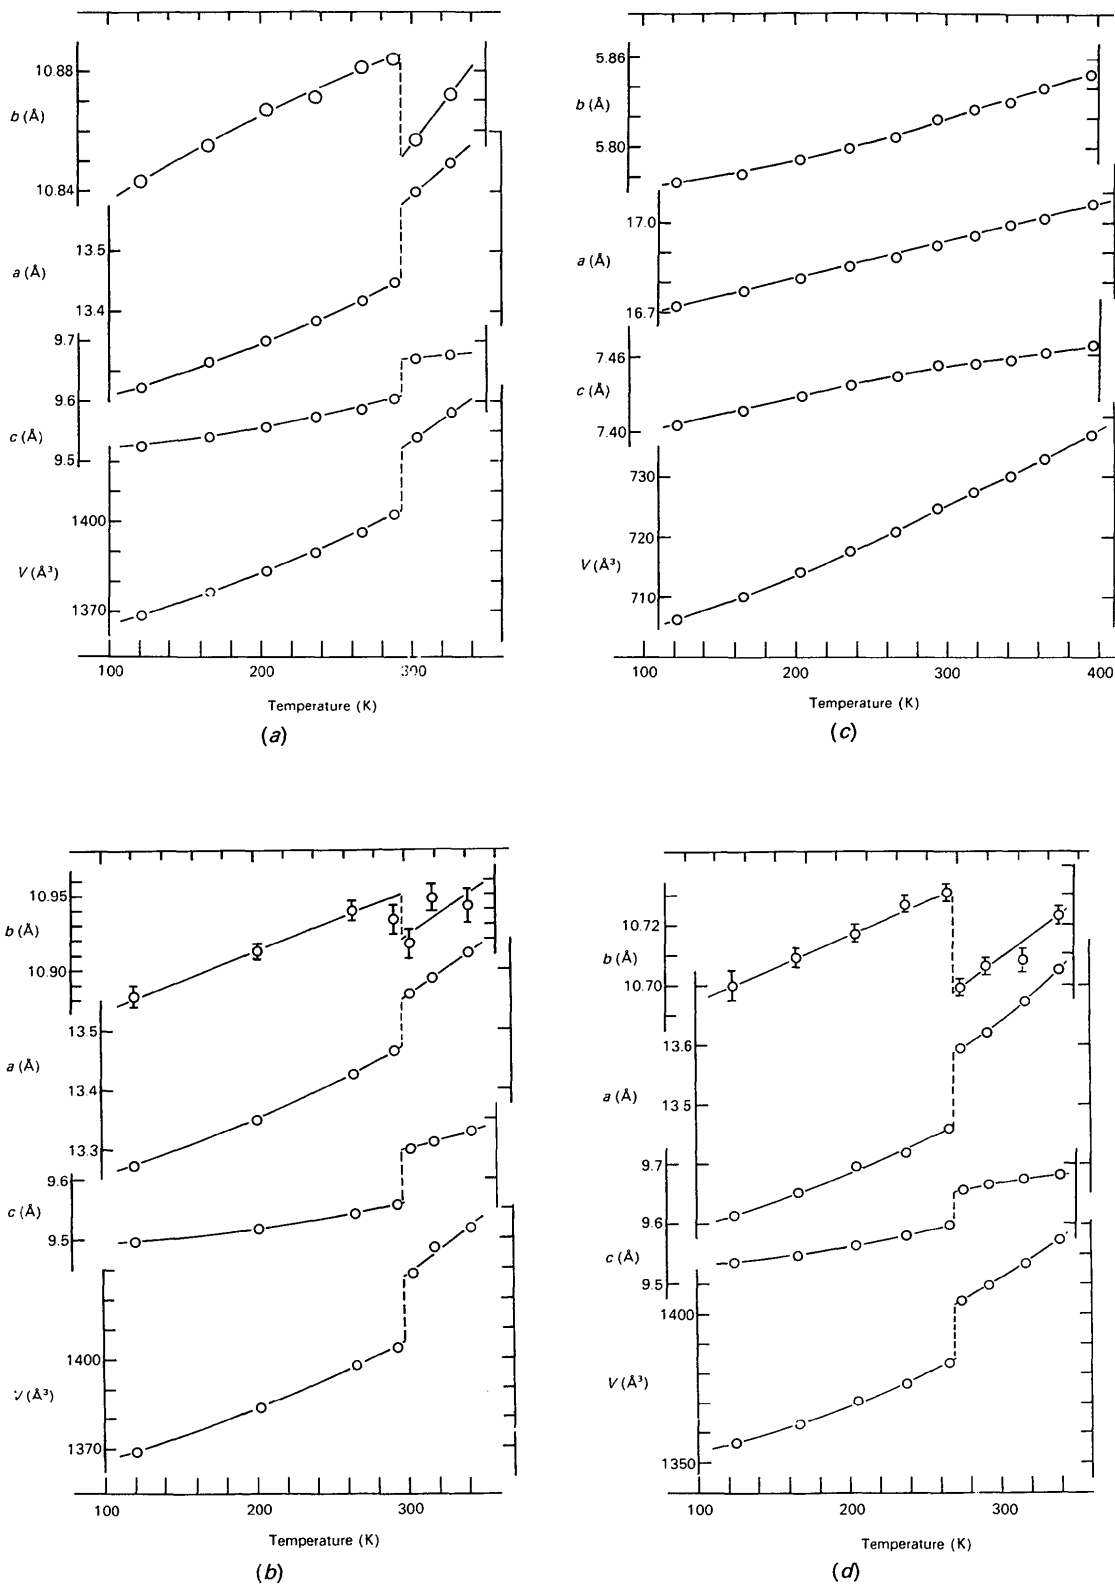 10.88
b (Å)
10.84
13.5
a (Å)
13.4
9.7
9.6
c (Å)
9.5
1400
V (Å³)
1370
100 200 300
Temperature (K)
(a)
5.86
b (Å)
5.80
17.0
a (Å)
16.7
7.46
c (Å)
7.40
730
720
V (Å³)
710
200 300 400
Temperature (K)
(c)
10.95
b (Å)
10.90
13.5
a (Å)
13.4
13.3
9.6
c (Å)
9.5
1400
V (Å³)
1370
100 200 300
Temperature (K)
(b)
10.72
b (Å)
10.70
13.6
a (Å)
13.5
9.7
9.6
c (Å)
9.5
1400
V (Å³)
1350
100 200 300
Temperature (K)
(d)